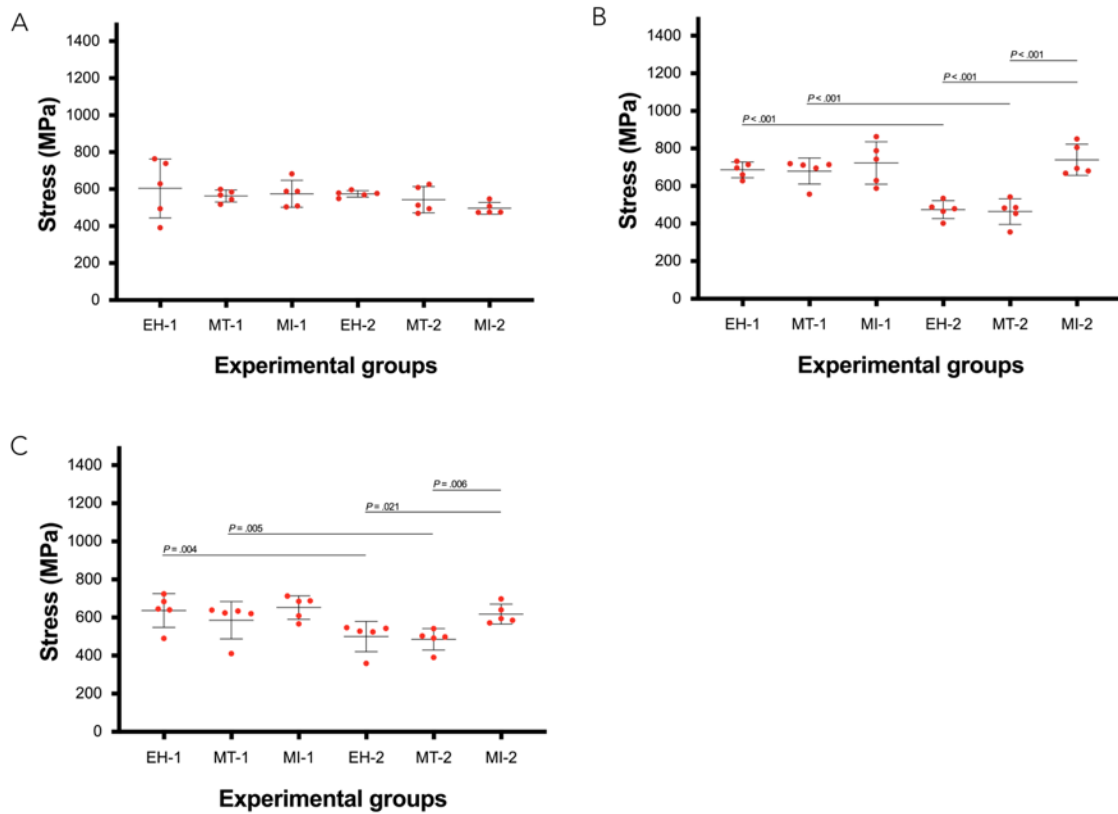 A
Stress (MPa)
1400
1200
1000
800
600
400
200
0
EH-1 MT-1 MI-1 EH-2 MT-2 MI-2
Experimental groups
B
Stress (MPa)
1400
1200
1000
800
600
400
200
0
P < .001
P < .001
P < .001
P < .001
EH-1 MT-1 MI-1 EH-2 MT-2 MI-2
Experimental groups
C
Stress (MPa)
1400
1200
1000
800
600
400
200
0
P = .006
P = .021
P = .005
P = .004
EH-1 MT-1 MI-1 EH-2 MT-2 MI-2
Experimental groups